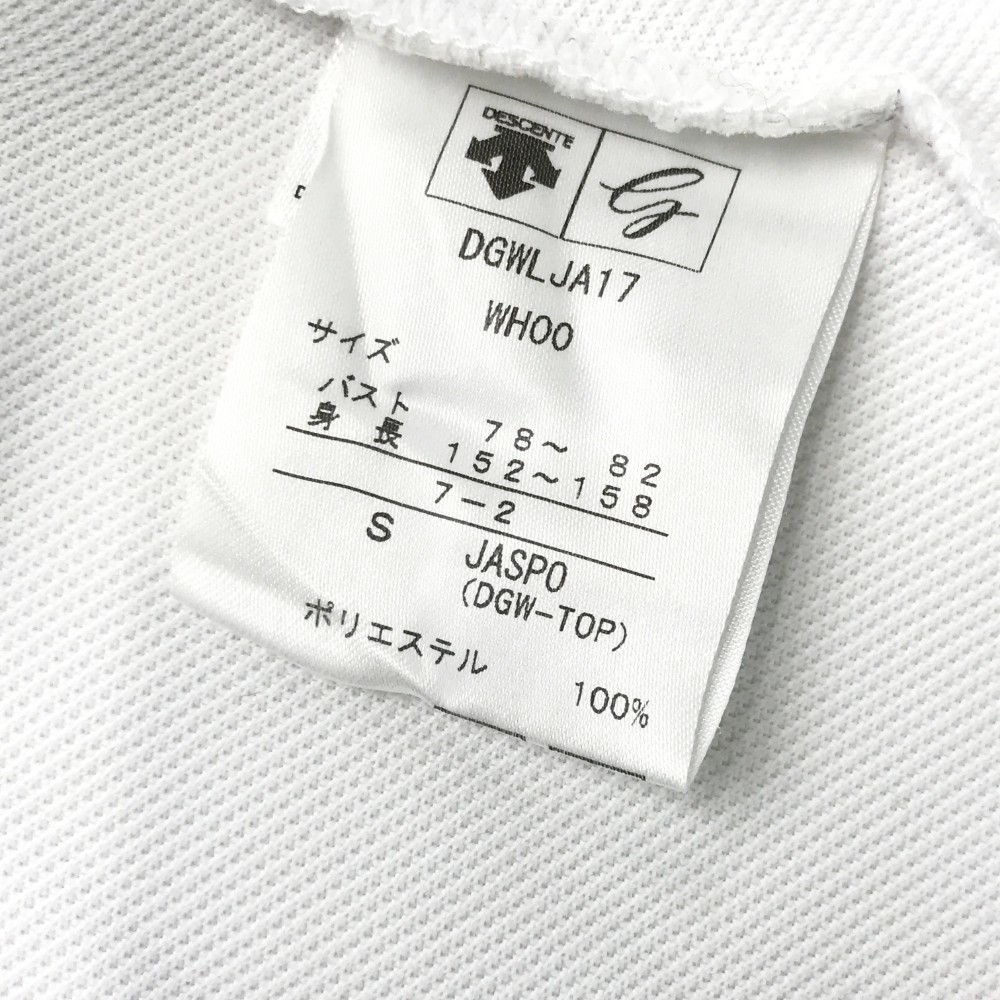 DESCENTE G
DGWLJA17
WH00
サイズ
バスト 78～ 82
身 長 152～158
7-2
S JASPO
(DGW-TOP)
ポリエステル 100%